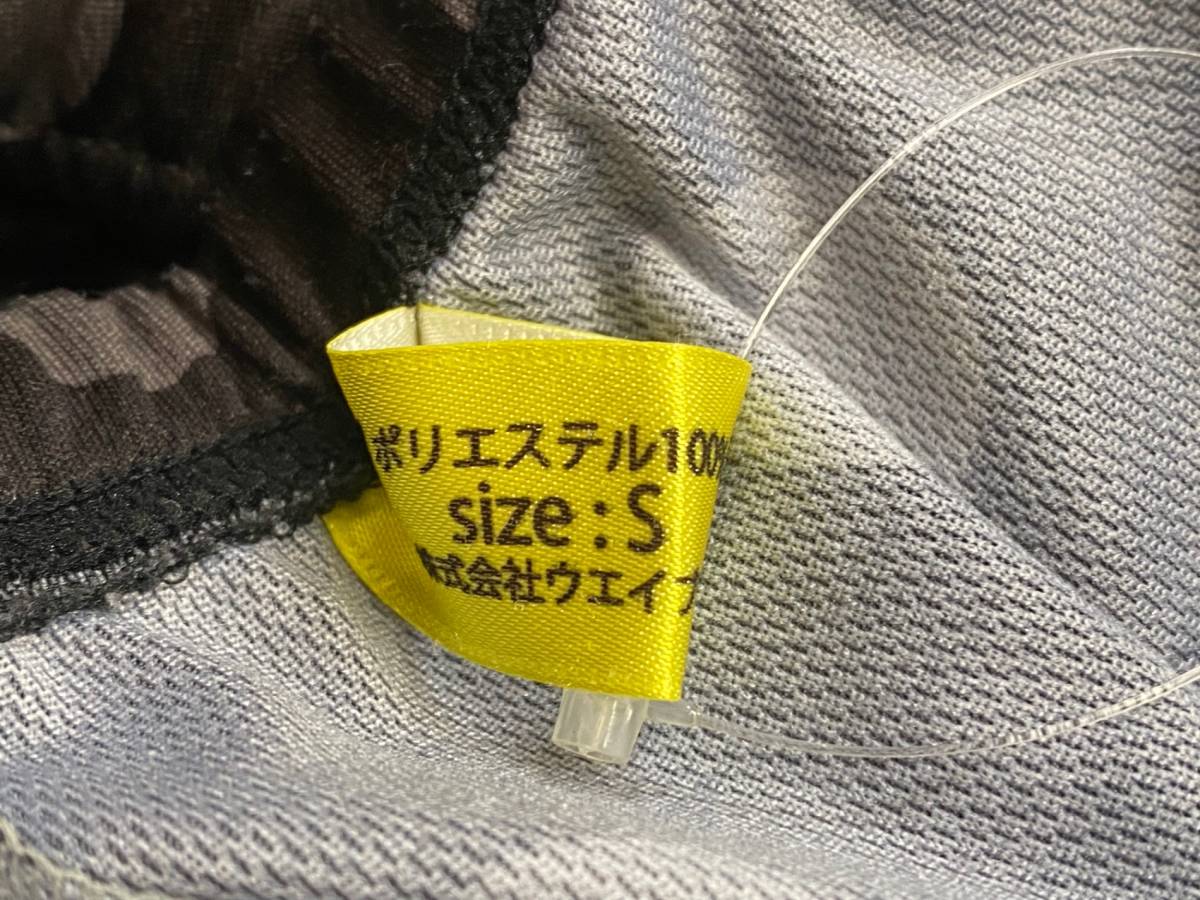 ポリエステル100%
size : S
株式会社ウエイブ